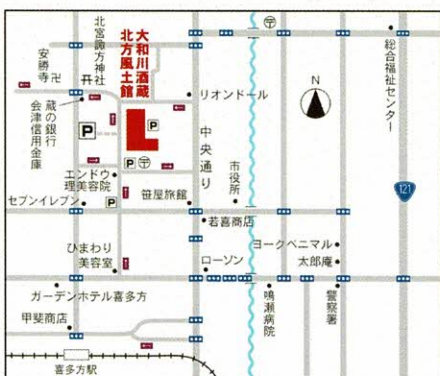 北宮諏方神社
安勝寺
大和川酒蔵
北方風土館
蔵の銀行
会津信用金庫
リオンドール
総合福祉センター
N
P
P
P
エンドウ
理美容院
中央通り
市役所
121
セブンイレブン
P
笹屋旅館
若喜商店
ヨークベニマル
太郎庵
ひまわり
美容室
ローソン
ガーデンホテル喜多方
鳴瀬病院
警察署
甲斐商店
喜多方駅